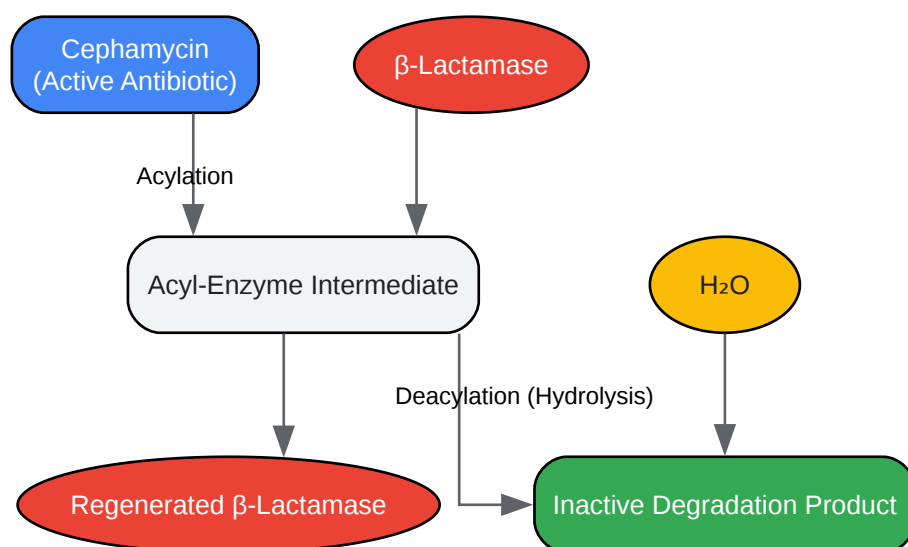 Cephamycin
(Active Antibiotic)
β-Lactamase
Acylation
Acyl-Enzyme Intermediate
H₂O
Deacylation (Hydrolysis)
Regenerated β-Lactamase
Inactive Degradation Product